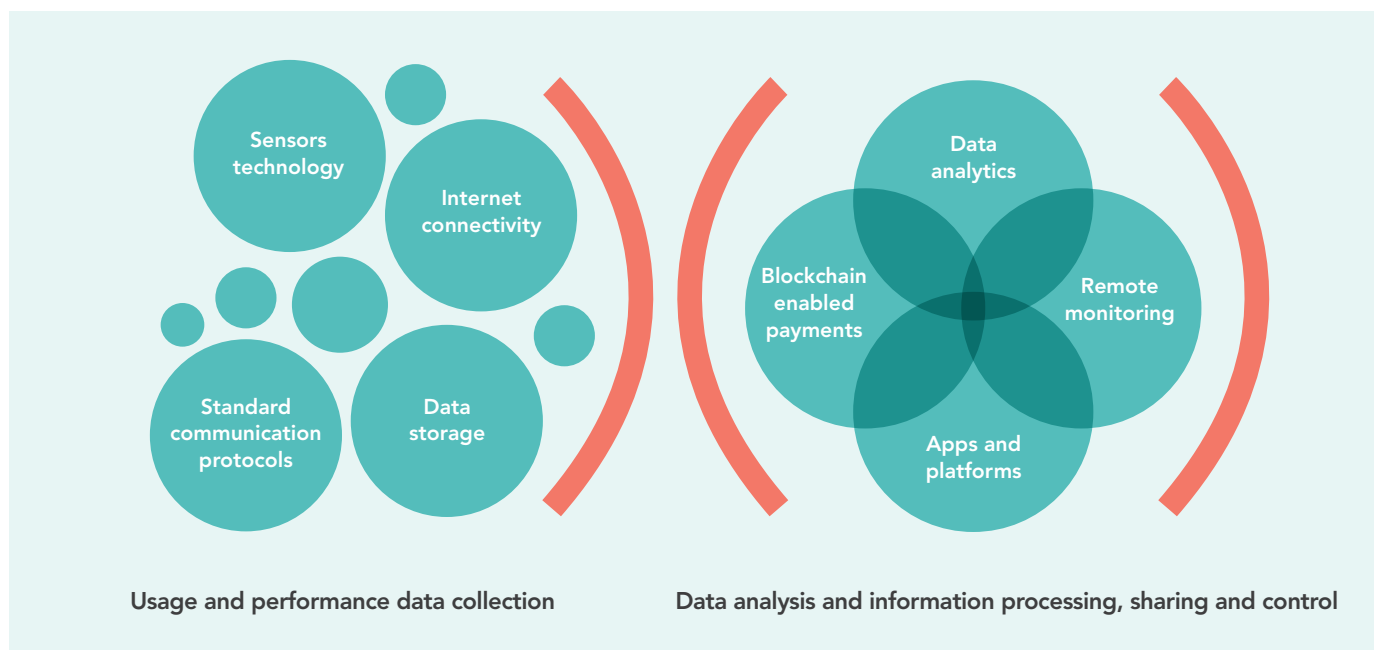 Sensors
technology
Internet
connectivity
Standard
communication
protocols
Data
storage
Data
analytics
Blockchain
enabled
payments
Remote
monitoring
Apps and
platforms
Usage and performance data collection
Data analysis and information processing, sharing and control